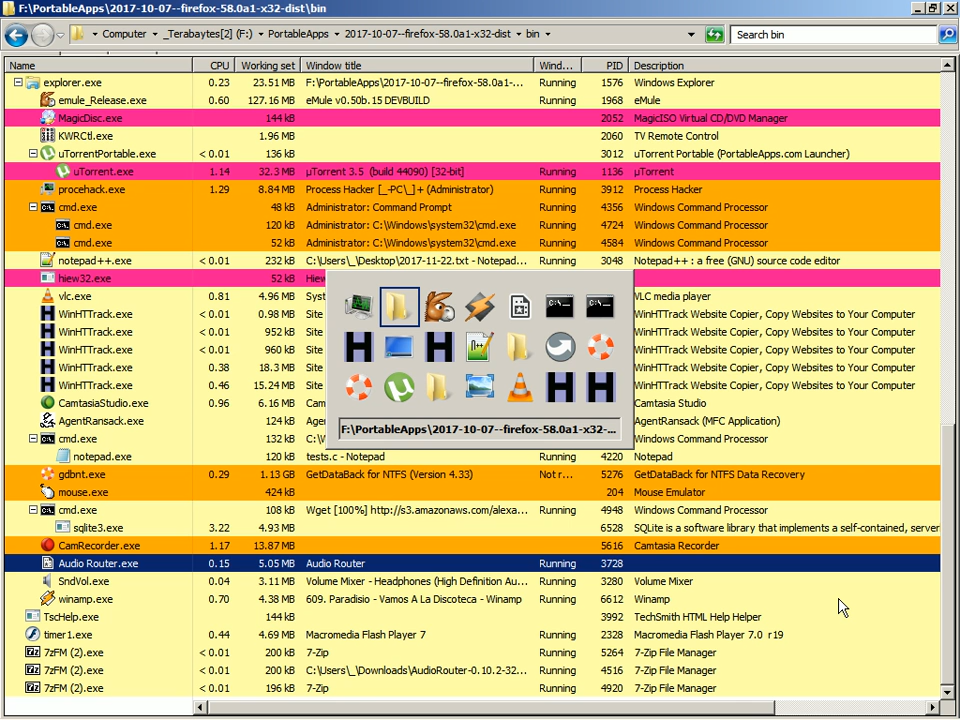 F:\PortableApps\2017-10-07--firefox-58.0a1-x32-dist\bin
Computer _Terabaytes[2] (F:) PortableApps 2017-10-07--firefox-58.0a1-x32-dist bin Search bin
Name CPU Working set Window title Wind... PID Description
explorer.exe 0.23 23.51 MB F:\PortableApps\2017-10-07--firefox-58.0a1-... Running 1576 Windows Explorer
emule_Release.exe 0.60 127.16 MB eMule v0.50b.15 DEVBUILD Running 1968 eMule
MagicDisc.exe 144 kB 2052 MagicISO Virtual CD/DVD Manager
KWRCtl.exe 1.96 MB 2060 TV Remote Control
uTorrentPortable.exe < 0.01 136 kB 3012 uTorrent Portable (PortableApps.com Launcher)
uTorrent.exe 1.14 32.3 MB µTorrent 3.5 (build 44090) [32-bit] Running 1136 µTorrent
procehack.exe 1.29 8.84 MB Process Hacker [_-PC\_]+ (Administrator) Running 3912 Process Hacker
cmd.exe 48 kB Administrator: Command Prompt Running 4356 Windows Command Processor
cmd.exe 120 kB Administrator: C:\Windows\system32\cmd.exe Running 4724 Windows Command Processor
cmd.exe 52 kB Administrator: C:\Windows\system32\cmd.exe Running 4584 Windows Command Processor
notepad++.exe < 0.01 232 kB C:\Users\_\Desktop\2017-11-22.txt - Notepad... Running 3048 Notepad++ : a free (GNU) source code editor
hiew32.exe 52 kB Hiew
vlc.exe 0.81 4.96 MB Syst VLC media player
WinHTTrack.exe < 0.01 0.98 MB Site WinHTTrack Website Copier, Copy Websites to Your Computer
WinHTTrack.exe < 0.01 952 kB Site WinHTTrack Website Copier, Copy Websites to Your Computer
WinHTTrack.exe < 0.01 960 kB Site WinHTTrack Website Copier, Copy Websites to Your Computer
WinHTTrack.exe 0.38 18.3 MB Site WinHTTrack Website Copier, Copy Websites to Your Computer
WinHTTrack.exe 0.46 15.24 MB Site WinHTTrack Website Copier, Copy Websites to Your Computer
CamtasiaStudio.exe 0.96 6.16 MB Cam Camtasia Studio
AgentRansack.exe 124 kB Age AgentRansack (MFC Application)
F:\PortableApps\2017-10-07--firefox-58.0a1-x32-...
cmd.exe 132 kB C:\W Windows Command Processor
notepad.exe 120 kB tests.c - Notepad Running 4220 Notepad
gdbnt.exe 0.29 1.13 GB GetDataBack for NTFS (Version 4.33) Not r... 5276 GetDataBack for NTFS Data Recovery
mouse.exe 424 kB 204 Mouse Emulator
cmd.exe 108 kB Wget [100%] http://s3.amazonaws.com/alexa... Running 4948 Windows Command Processor
sqlite3.exe 3.22 4.93 MB 6528 SQLite is a software library that implements a self-contained, server
CamRecorder.exe 1.17 13.87 MB 5616 Camtasia Recorder
Audio Router.exe 0.15 5.05 MB Audio Router Running 3728
SndVol.exe 0.04 3.11 MB Volume Mixer - Headphones (High Definition Au... Running 3280 Volume Mixer
winamp.exe 0.70 4.38 MB 609. Paradisio - Vamos A La Discoteca - Winamp Running 6612 Winamp
TscHelp.exe 144 kB 3992 TechSmith HTML Help Helper
timer1.exe 0.44 4.69 MB Macromedia Flash Player 7 Running 2328 Macromedia Flash Player 7.0 r19
7zFM (2).exe < 0.01 200 kB 7-Zip Running 5264 7-Zip File Manager
7zFM (2).exe < 0.01 200 kB C:\Users\_\Downloads\AudioRouter-0.10.2-32... Running 4516 7-Zip File Manager
7zFM (2).exe < 0.01 196 kB 7-Zip Running 4920 7-Zip File Manager